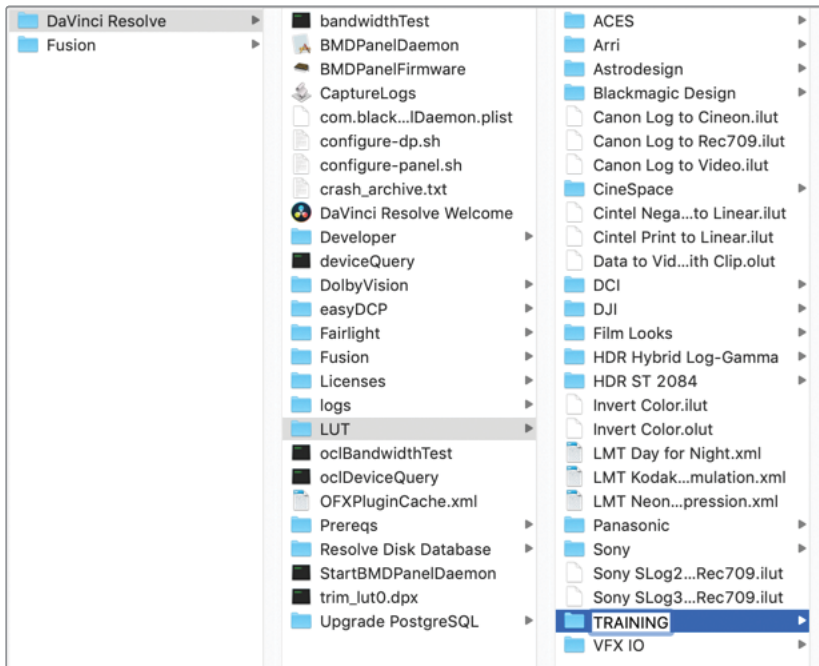 DaVinci Resolve
Fusion
bandwidthTest
BMDPanelDaemon
BMDPanelFirmware
CaptureLogs
com.black...lDaemon.plist
configure-dp.sh
configure-panel.sh
crash_archive.txt
DaVinci Resolve Welcome
Developer
deviceQuery
DolbyVision
easyDCP
Fairlight
Fusion
Licenses
logs
LUT
oclBandwidthTest
oclDeviceQuery
OFXPluginCache.xml
Prereqs
Resolve Disk Database
StartBMDPanelDaemon
trim_lut0.dpx
Upgrade PostgreSQL
ACES
Arri
Astrodesign
Blackmagic Design
Canon Log to Cineon.ilut
Canon Log to Rec709.ilut
Canon Log to Video.ilut
CineSpace
Cintel Nega...to Linear.ilut
Cintel Print to Linear.ilut
Data to Vid...ith Clip.olut
DCI
DJI
Film Looks
HDR Hybrid Log-Gamma
HDR ST 2084
Invert Color.ilut
Invert Color.olut
LMT Day for Night.xml
LMT Kodak...mulation.xml
LMT Neon...pression.xml
Panasonic
Sony
Sony SLog2...Rec709.ilut
Sony SLog3...Rec709.ilut
TRAINING
VFX IO